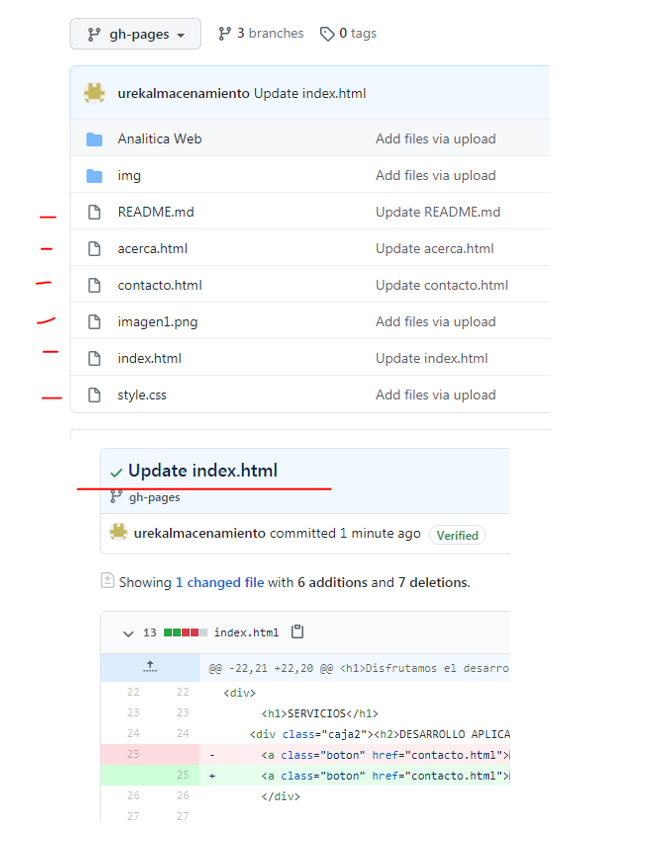 gh-pages 3 branches 0 tags
urekalmacenamiento Update index.html
Analitica Web Add files via upload
img Add files via upload
README.md Update README.md
acerca.html Update acerca.html
contacto.html Update contacto.html
imagen1.png Add files via upload
index.html Update index.html
style.css Add files via upload
Update index.html
gh-pages
urekalmacenamiento committed 1 minute ago Verified
Showing 1 changed file with 6 additions and 7 deletions.
13 index.html
@@ -22,21 +22,20 @@ <h1>Disfrutamos el desarro
22 22 <div>
23 23 <h1>SERVICIOS</h1>
24 24 <div class="caja2"><h2>DESARROLLO APLICA
25 - <a class="boton" href="contacto.html">
25 + <a class="boton" href="contacto.html">
26 26 </div>
27 27